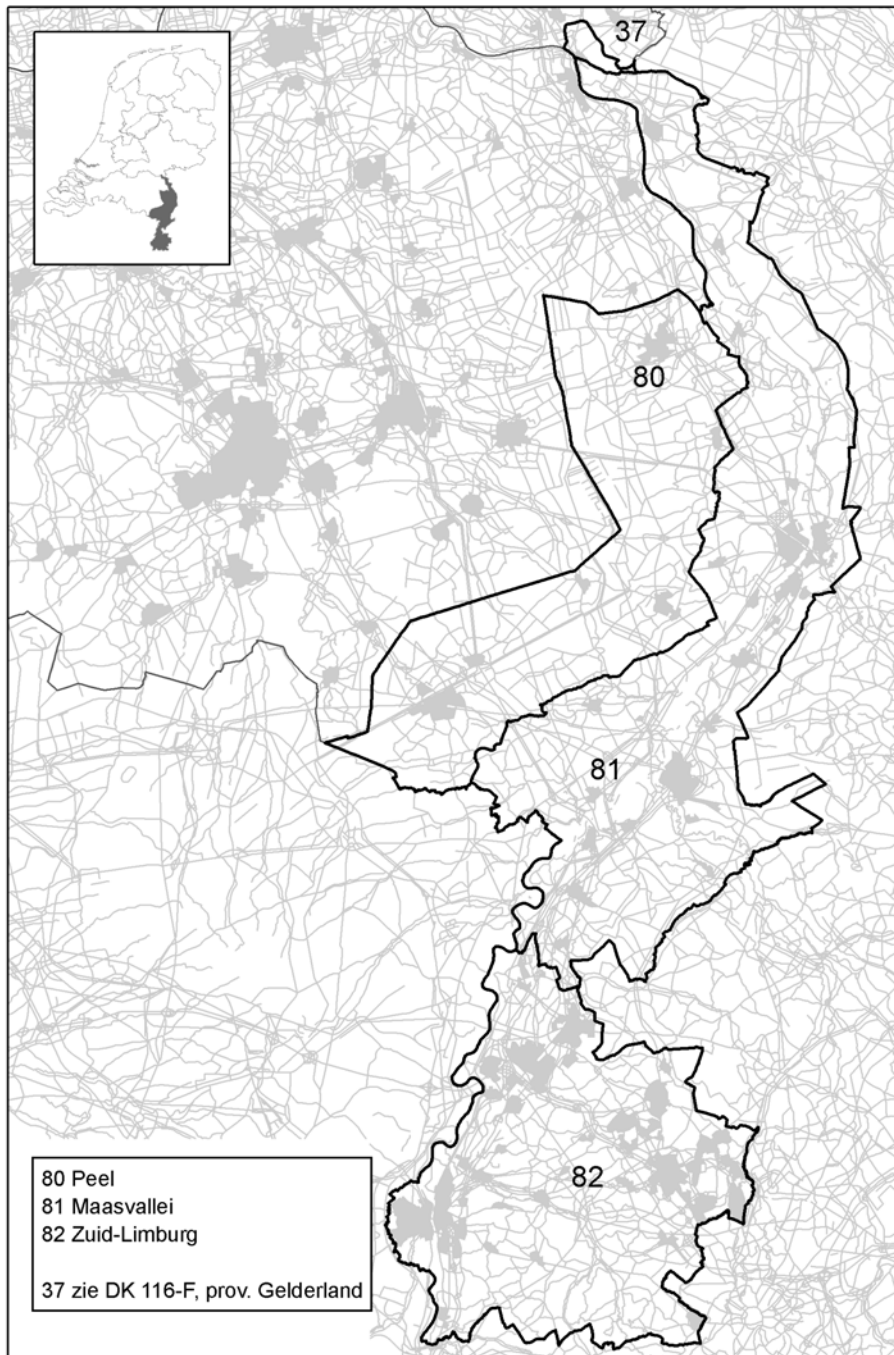 37
80
81
82
80 Peel
81 Maasvallei
82 Zuid-Limburg
37 zie DK 116-F, prov. Gelderland